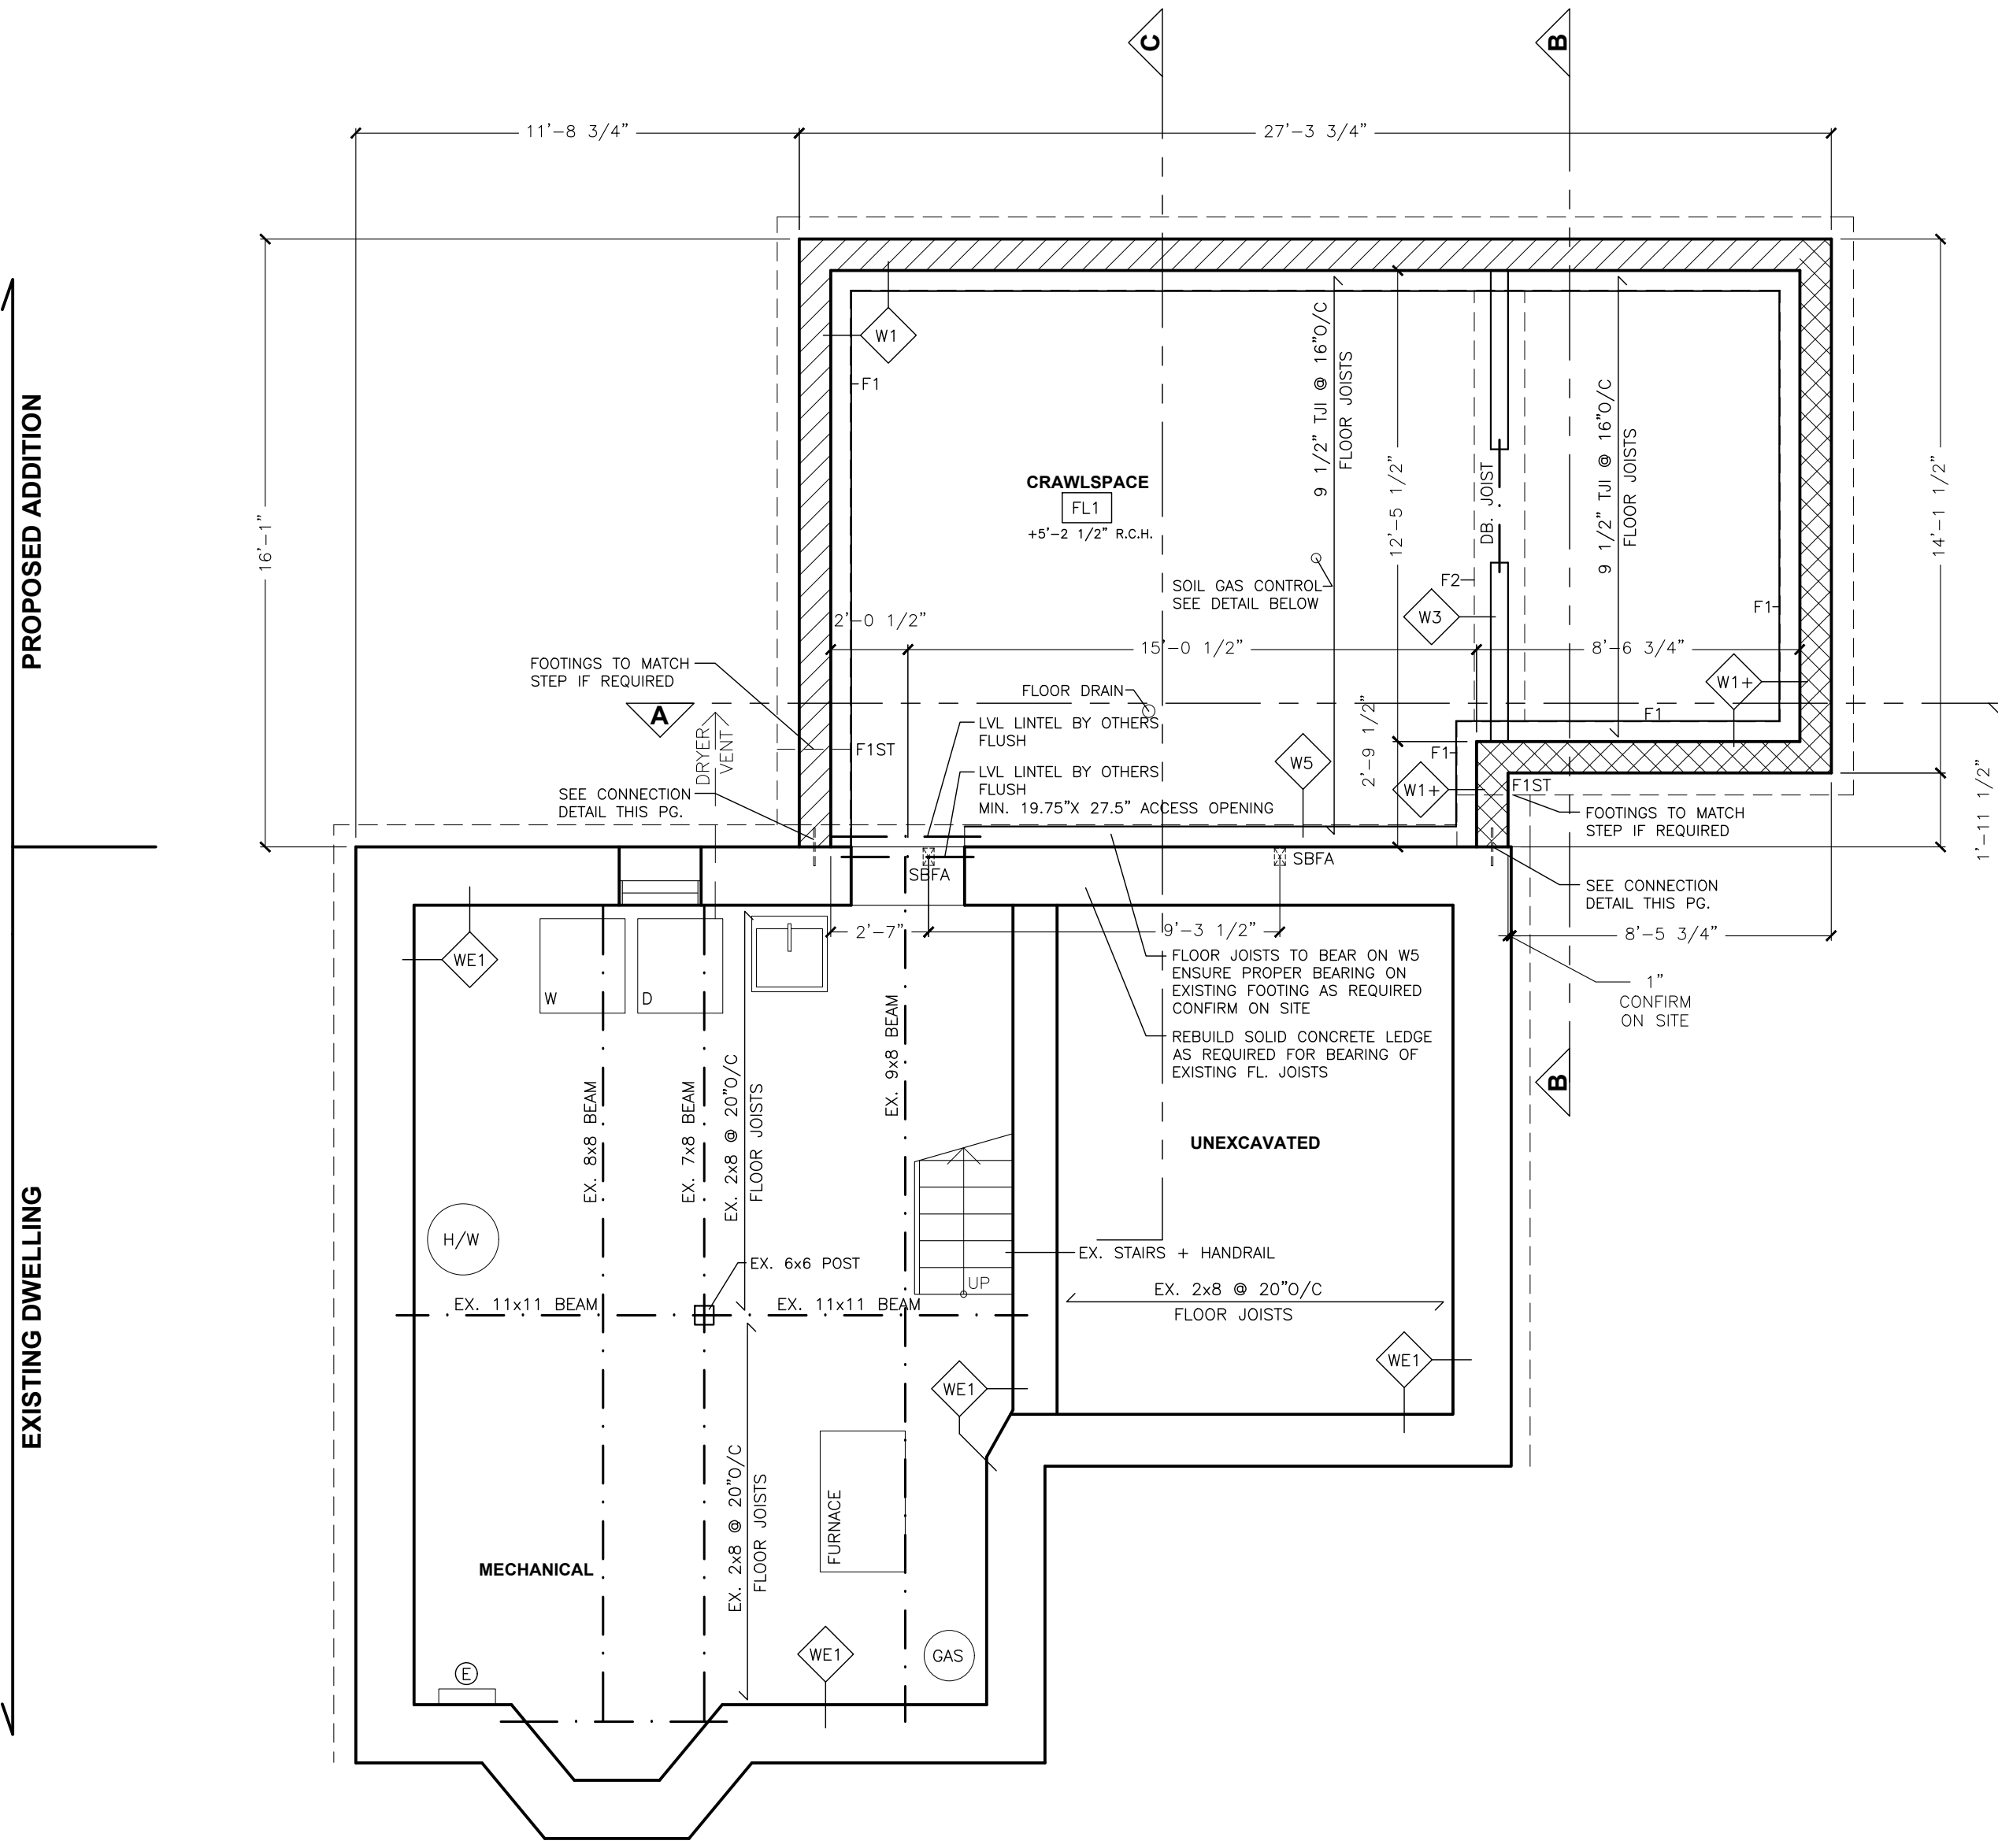 C
B
11'-8 3/4"
27'-3 3/4"
PROPOSED ADDITION
16'-1"
W1
F1
9 1/2" TJI @ 16"O/C
FLOOR JOISTS
CRAWLSPACE
FL1
+5'-2 1/2" R.C.H.
12'-5 1/2"
DB. JOIST
9 1/2" TJI @ 16"O/C
FLOOR JOISTS
14'-1 1/2"
SOIL GAS CONTROL
SEE DETAIL BELOW
F2
W3
F1
2'-0 1/2"
15'-0 1/2"
8'-6 3/4"
FOOTINGS TO MATCH
STEP IF REQUIRED
FLOOR DRAIN
W1+
A
F1
LVL LINTEL BY OTHERS
FLUSH
2'-9 1/2"
DRYER
VENT
F1ST
F1
W5
LVL LINTEL BY OTHERS
FLUSH
MIN. 19.75"X 27.5" ACCESS OPENING
W1+
F1ST
SEE CONNECTION
DETAIL THIS PG.
FOOTINGS TO MATCH
STEP IF REQUIRED
1'-11 1/2"
SBFA
SBFA
SEE CONNECTION
DETAIL THIS PG.
2'-7"
9'-3 1/2"
8'-5 3/4"
WE1
W
D
FLOOR JOISTS TO BEAR ON W5
ENSURE PROPER BEARING ON
EXISTING FOOTING AS REQUIRED
CONFIRM ON SITE
1"
CONFIRM
ON SITE
REBUILD SOLID CONCRETE LEDGE
AS REQUIRED FOR BEARING OF
EXISTING FL. JOISTS
B
EX. 8x8 BEAM
EX. 7x8 BEAM
EX. 2x8 @ 20"O/C
FLOOR JOISTS
EX. 9x8 BEAM
UNEXCAVATED
EXISTING DWELLING
H/W
EX. STAIRS + HANDRAIL
EX. 6x6 POST
UP
EX. 2x8 @ 20"O/C
FLOOR JOISTS
EX. 11x11 BEAM
EX. 11x11 BEAM
WE1
WE1
EX. 2x8 @ 20"O/C
FLOOR JOISTS
FURNACE
MECHANICAL
WE1
GAS
E